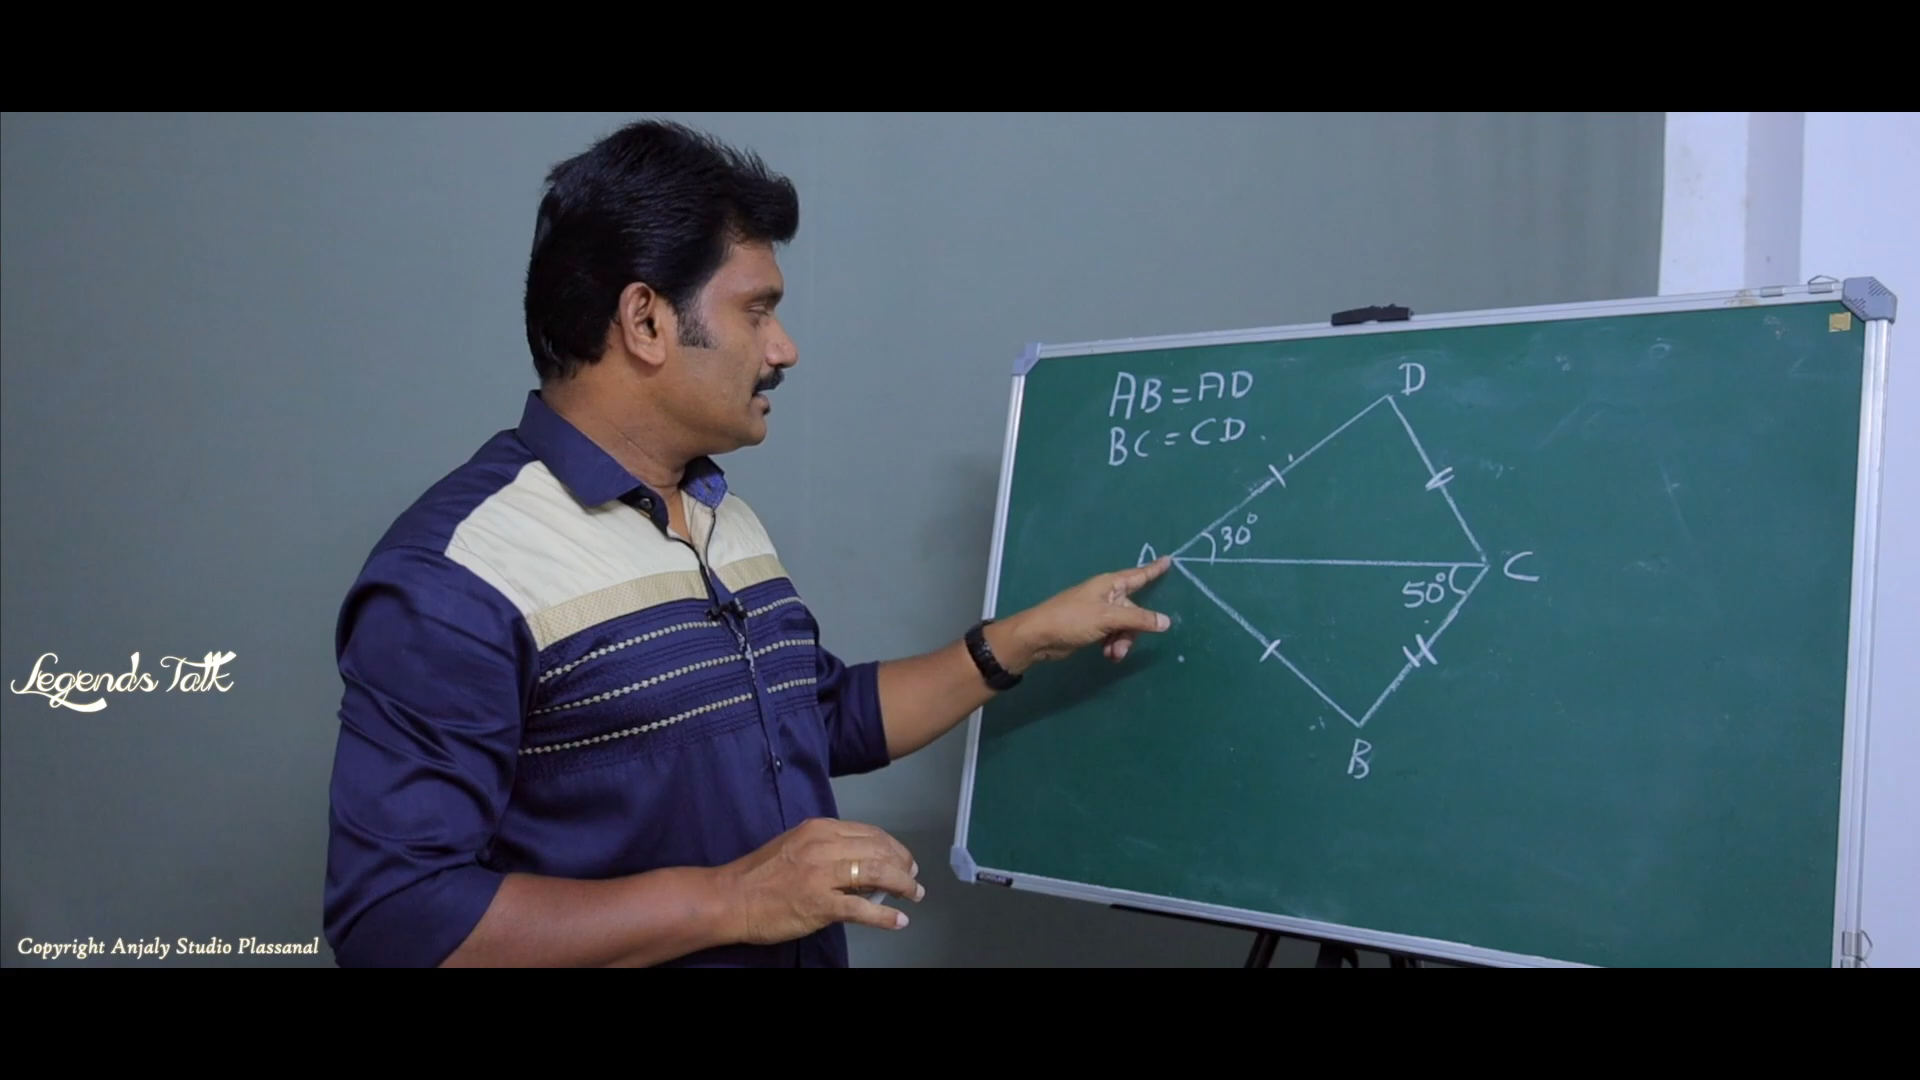 AB = AD
BC = CD.
D
30°
A
C
50°
B
Legends Talk
Copyright Anjaly Studio Plassanal